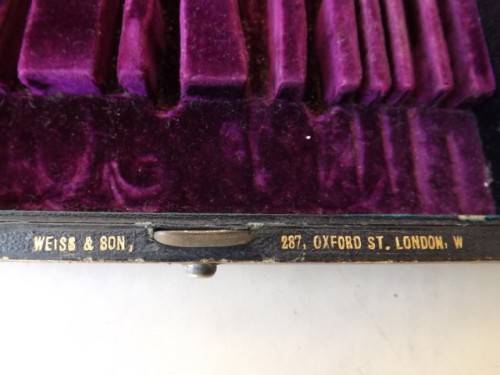 WEISS & SON, 287, OXFORD ST. LONDON, W